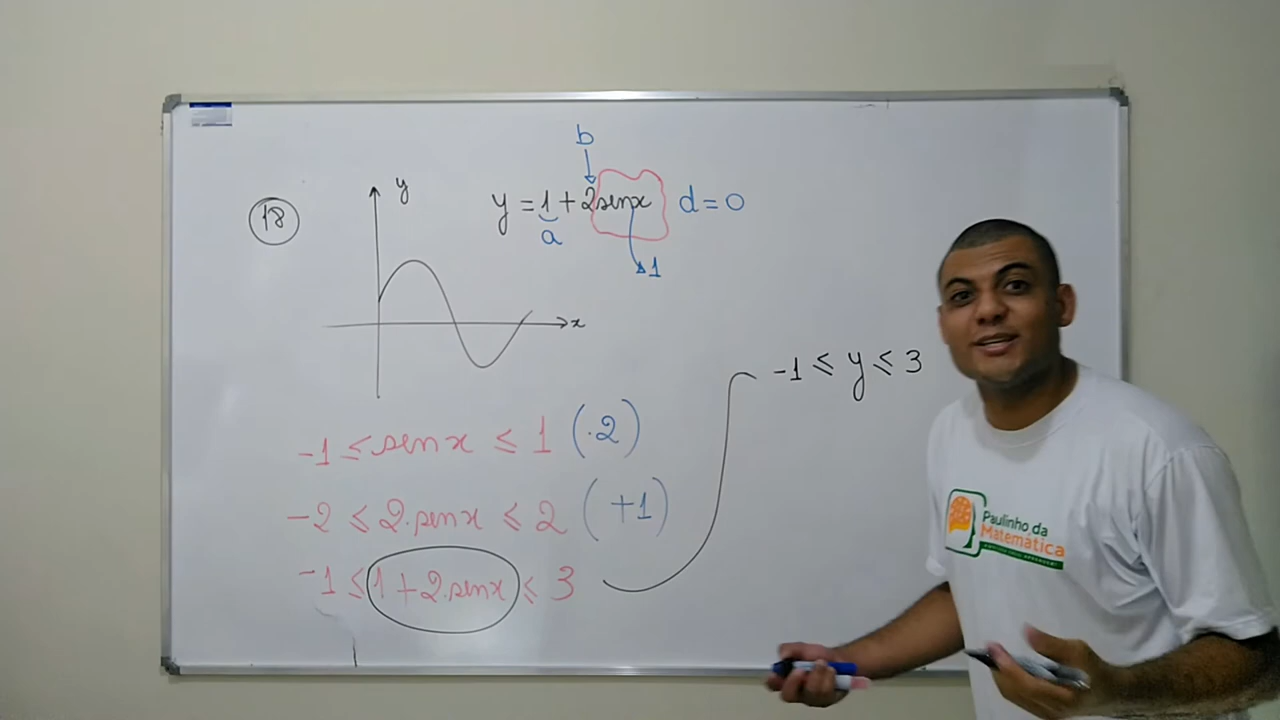 b
18
y
y = 1 + 2senx d = 0
a
1
x
-1 ≤ y ≤ 3
-1 ≤ senx ≤ 1 (·2)
-2 ≤ 2·senx ≤ 2 (+1)
-1 ≤ 1 + 2·senx ≤ 3
Paulinho da
Matemática